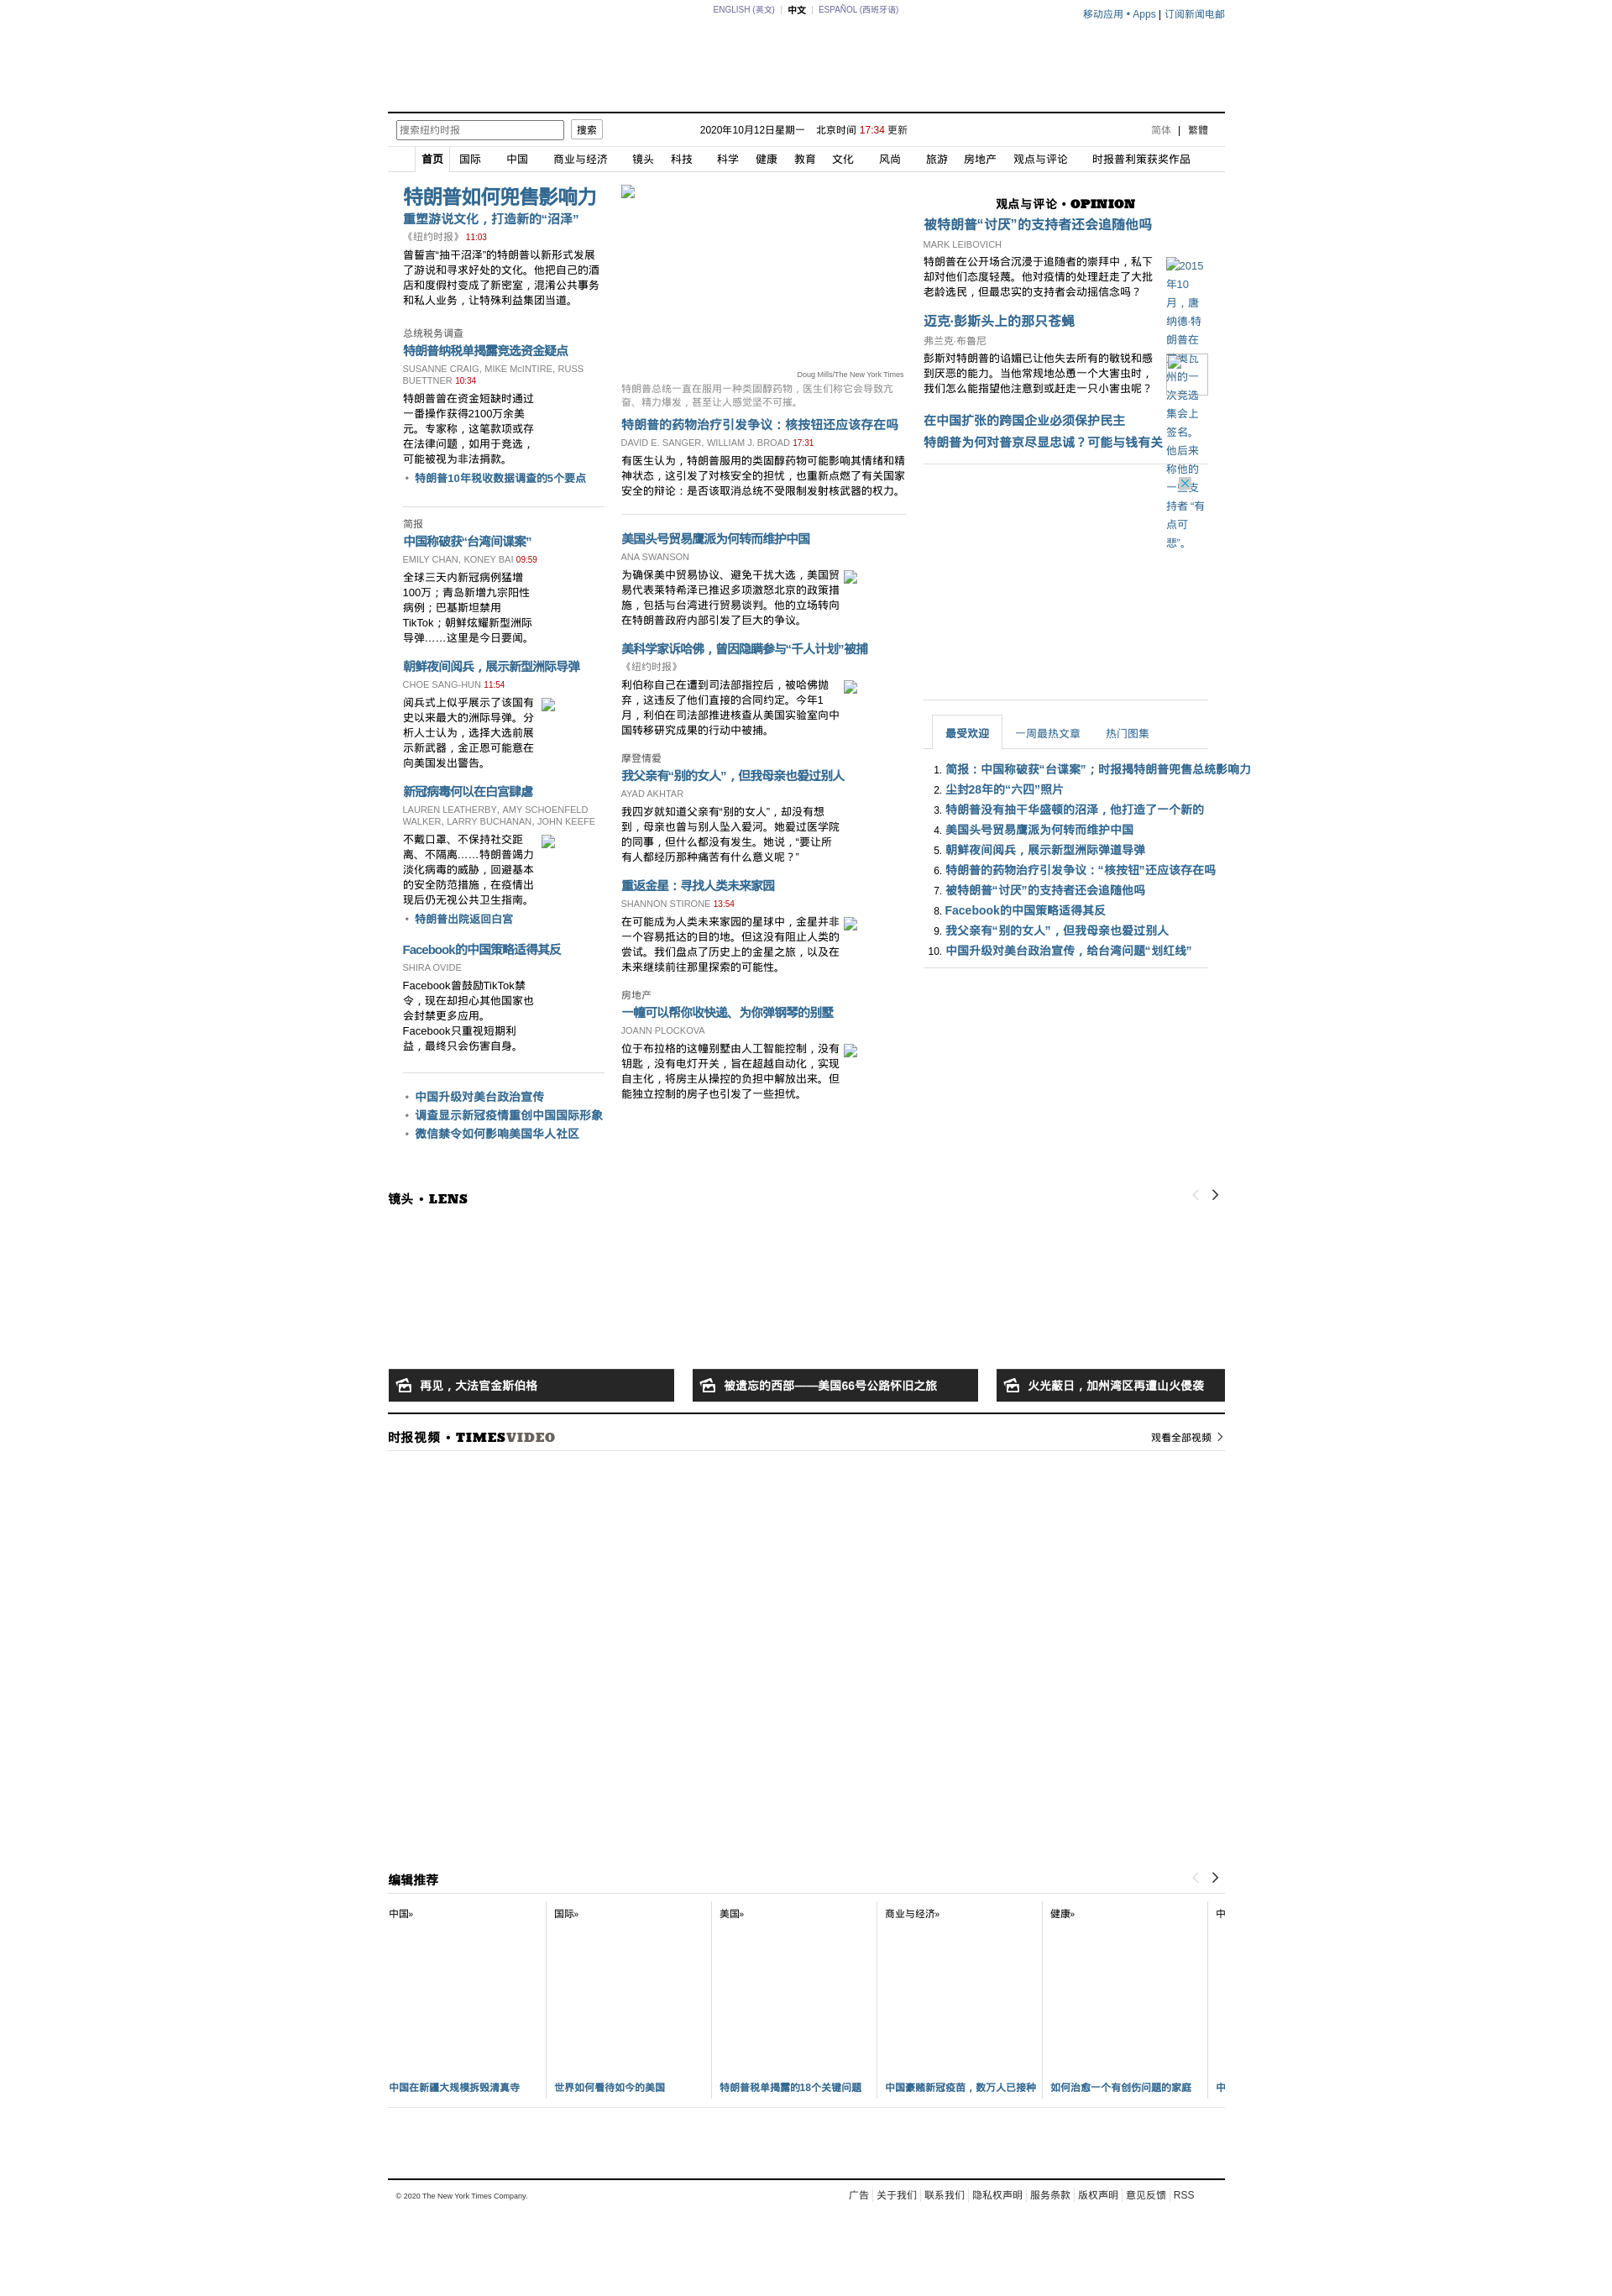 ENGLISH (英文) | 中文 | ESPAÑOL (西班牙语)
移动应用 • Apps | 订阅新闻电邮
搜索纽约时报 搜索
2020年10月12日星期一 北京时间 17:34 更新
简体 | 繁體
首页 国际 中国 商业与经济 镜头 科技 科学 健康 教育 文化 风尚 旅游 房地产 观点与评论 时报普利策获奖作品
特朗普如何兜售影响力
重塑游说文化，打造新的“沼泽”
《纽约时报》 11:03
曾誓言“抽干沼泽”的特朗普以新形式发展
了游说和寻求好处的文化。他把自己的酒
店和度假村变成了新密室，混淆公共事务
和私人业务，让特殊利益集团当道。
总统税务调查
特朗普纳税单揭露竞选资金疑点
SUSANNE CRAIG, MIKE McINTIRE, RUSS
BUETTNER 10:34
特朗普曾在资金短缺时通过
一番操作获得2100万余美
元。专家称，这笔款项或存
在法律问题，如用于竞选，
可能被视为非法捐款。
• 特朗普10年税收数据调查的5个要点
简报
中国称破获“台湾间谍案”
EMILY CHAN, KONEY BAI 09:59
全球三天内新冠病例猛增
100万；青岛新增九宗阳性
病例；巴基斯坦禁用
TikTok；朝鲜炫耀新型洲际
导弹……这里是今日要闻。
朝鲜夜间阅兵，展示新型洲际导弹
CHOE SANG-HUN 11:54
阅兵式上似乎展示了该国有
史以来最大的洲际导弹。分
析人士认为，选择大选前展
示新武器，金正恩可能意在
向美国发出警告。
新冠病毒何以在白宫肆虐
LAUREN LEATHERBY, AMY SCHOENFELD
WALKER, LARRY BUCHANAN, JOHN KEEFE
不戴口罩、不保持社交距
离、不隔离……特朗普竭力
淡化病毒的威胁，回避基本
的安全防范措施，在疫情出
现后仍无视公共卫生指南。
• 特朗普出院返回白宫
Facebook的中国策略适得其反
SHIRA OVIDE
Facebook曾鼓励TikTok禁
令，现在却担心其他国家也
会封禁更多应用。
Facebook只重视短期利
益，最终只会伤害自身。
• 中国升级对美台政治宣传
• 调查显示新冠疫情重创中国国际形象
• 微信禁令如何影响美国华人社区
Doug Mills/The New York Times
特朗普总统一直在服用一种类固醇药物，医生们称它会导致亢
奋、精力爆发，甚至让人感觉坚不可摧。
特朗普的药物治疗引发争议：核按钮还应该存在吗
DAVID E. SANGER, WILLIAM J. BROAD 17:31
有医生认为，特朗普服用的类固醇药物可能影响其情绪和精
神状态，这引发了对核安全的担忧，也重新点燃了有关国家
安全的辩论：是否该取消总统不受限制发射核武器的权力。
美国头号贸易鹰派为何转而维护中国
ANA SWANSON
为确保美中贸易协议、避免干扰大选，美国贸
易代表莱特希泽已推迟多项激怒北京的政策措
施，包括与台湾进行贸易谈判。他的立场转向
在特朗普政府内部引发了巨大的争议。
美科学家诉哈佛，曾因隐瞒参与“千人计划”被捕
《纽约时报》
利伯称自己在遭到司法部指控后，被哈佛抛
弃，这违反了他们直接的合同约定。今年1
月，利伯在司法部推进核查从美国实验室向中
国转移研究成果的行动中被捕。
摩登情爱
我父亲有“别的女人”，但我母亲也爱过别人
AYAD AKHTAR
我四岁就知道父亲有“别的女人”，却没有想
到，母亲也曾与别人坠入爱河。她爱过医学院
的同事，但什么都没有发生。她说，“要让所
有人都经历那种痛苦有什么意义呢？”
重返金星：寻找人类未来家园
SHANNON STIRONE 13:54
在可能成为人类未来家园的星球中，金星并非
一个容易抵达的目的地。但这没有阻止人类的
尝试。我们盘点了历史上的金星之旅，以及在
未来继续前往那里探索的可能性。
房地产
一幢可以帮你收快递、为你弹钢琴的别墅
JOANN PLOCKOVA
位于布拉格的这幢别墅由人工智能控制，没有
钥匙，没有电灯开关，旨在超越自动化，实现
自主化，将房主从操控的负担中解放出来。但
能独立控制的房子也引发了一些担忧。
观点与评论 • OPINION
被特朗普“讨厌”的支持者还会追随他吗
MARK LEIBOVICH
特朗普在公开场合沉浸于追随者的崇拜中，私下
却对他们态度轻蔑。他对疫情的处理赶走了大批
老龄选民，但最忠实的支持者会动摇信念吗？
2015
年10
月，唐
纳德·特
朗普在
州的一
次竞选
集会上
签名。
他后来
称他的
一些支
持者 “有
点可
悲”。
迈克·彭斯头上的那只苍蝇
弗兰克·布鲁尼
彭斯对特朗普的谄媚已让他失去所有的敏锐和感
到厌恶的能力。当他常规地怂恿一个大害虫时，
我们怎么能指望他注意到或赶走一只小害虫呢？
在中国扩张的跨国企业必须保护民主
特朗普为何对普京尽显忠诚？可能与钱有关
最受欢迎 一周最热文章 热门图集
1. 简报：中国称破获“台谍案”；时报揭特朗普兜售总统影响力
2. 尘封28年的“六四”照片
3. 特朗普没有抽干华盛顿的沼泽，他打造了一个新的
4. 美国头号贸易鹰派为何转而维护中国
5. 朝鲜夜间阅兵，展示新型洲际弹道导弹
6. 特朗普的药物治疗引发争议：“核按钮”还应该存在吗
7. 被特朗普“讨厌”的支持者还会追随他吗
8. Facebook的中国策略适得其反
9. 我父亲有“别的女人”，但我母亲也爱过别人
10. 中国升级对美台政治宣传，给台湾问题“划红线”
镜头 • LENS
再见，大法官金斯伯格
被遗忘的西部——美国66号公路怀旧之旅
火光蔽日，加州湾区再遭山火侵袭
时报视频 • TIMESVIDEO
观看全部视频
编辑推荐
中国» 国际» 美国» 商业与经济» 健康» 中
中国在新疆大规模拆毁清真寺
世界如何看待如今的美国
特朗普税单揭露的18个关键问题
中国豪赌新冠疫苗，数万人已接种
如何治愈一个有创伤问题的家庭
中
© 2020 The New York Times Company.
广告 关于我们 联系我们 隐私权声明 服务条款 版权声明 意见反馈 RSS